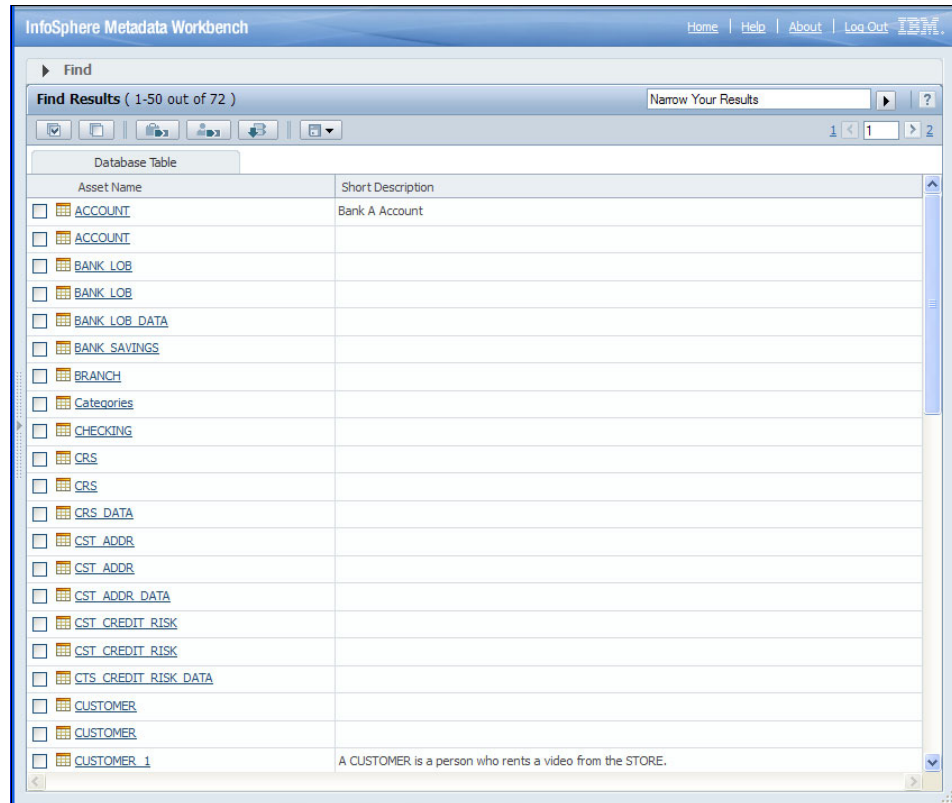 InfoSphere Metadata Workbench Home | Help | About | Log Out IBM.
Find
Find Results ( 1-50 out of 72 ) Narrow Your Results ?
1 1 2
Database Table
Asset Name Short Description
ACCOUNT Bank A Account
ACCOUNT
BANK_LOB
BANK_LOB
BANK_LOB_DATA
BANK_SAVINGS
BRANCH
Categories
CHECKING
CRS
CRS
CRS_DATA
CST_ADDR
CST_ADDR
CST_ADDR_DATA
CST_CREDIT_RISK
CST_CREDIT_RISK
CTS_CREDIT_RISK_DATA
CUSTOMER
CUSTOMER
CUSTOMER_1 A CUSTOMER is a person who rents a video from the STORE.